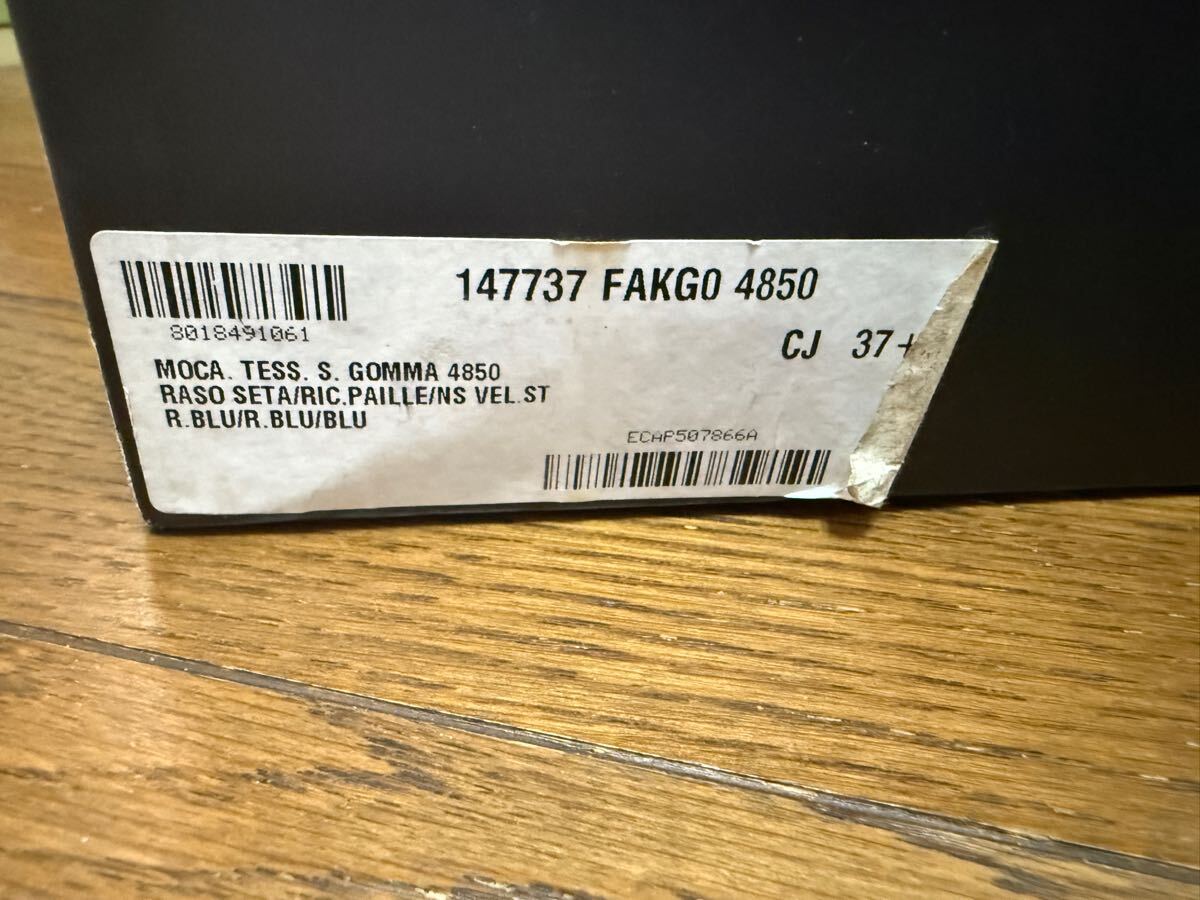 147737 FAKG0 4850
8018491061
CJ 37+
MOCA. TESS. S. GOMMA 4850
RASO SETA/RIC.PAILLE/NS VEL.ST
R.BLU/R.BLU/BLU
ECAP507866A